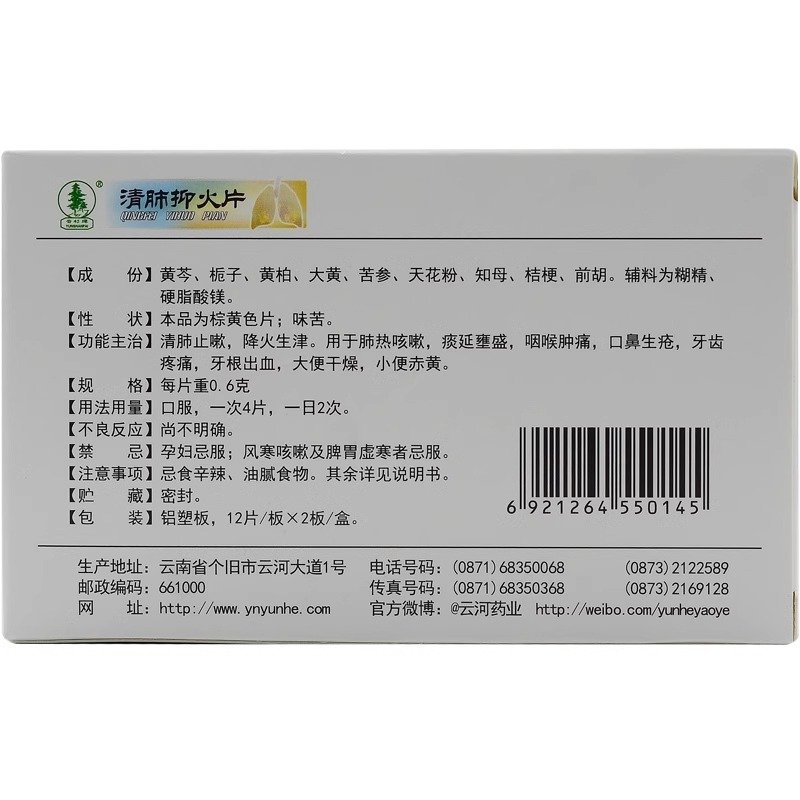 清肺抑火片
QINGFEI YIHUO PIAN
【成　份】黄芩、栀子、黄柏、大黄、苦参、天花粉、知母、桔梗、前胡。辅料为糊精、
硬脂酸镁。
【性　状】本品为棕黄色片；味苦。
【功能主治】清肺止嗽，降火生津。用于肺热咳嗽，痰延壅盛，咽喉肿痛，口鼻生疮，牙齿
疼痛，牙根出血，大便干燥，小便赤黄。
【规　格】每片重0.6克
【用法用量】口服，一次4片，一日2次。
【不良反应】尚不明确。
【禁　忌】孕妇忌服；风寒咳嗽及脾胃虚寒者忌服。
【注意事项】忌食辛辣、油腻食物。其余详见说明书。
【贮　藏】密封。
【包　装】铝塑板，12片/板×2板/盒。
6 921264 550145
生产地址：云南省个旧市云河大道1号 电话号码：(0871)68350068 (0873)2122589
邮政编码：661000 传真号码：(0871)68350368 (0873)2169128
网　址：http://www.ynyunhe.com 官方微博：@云河药业 http://weibo.com/yunheyaoye